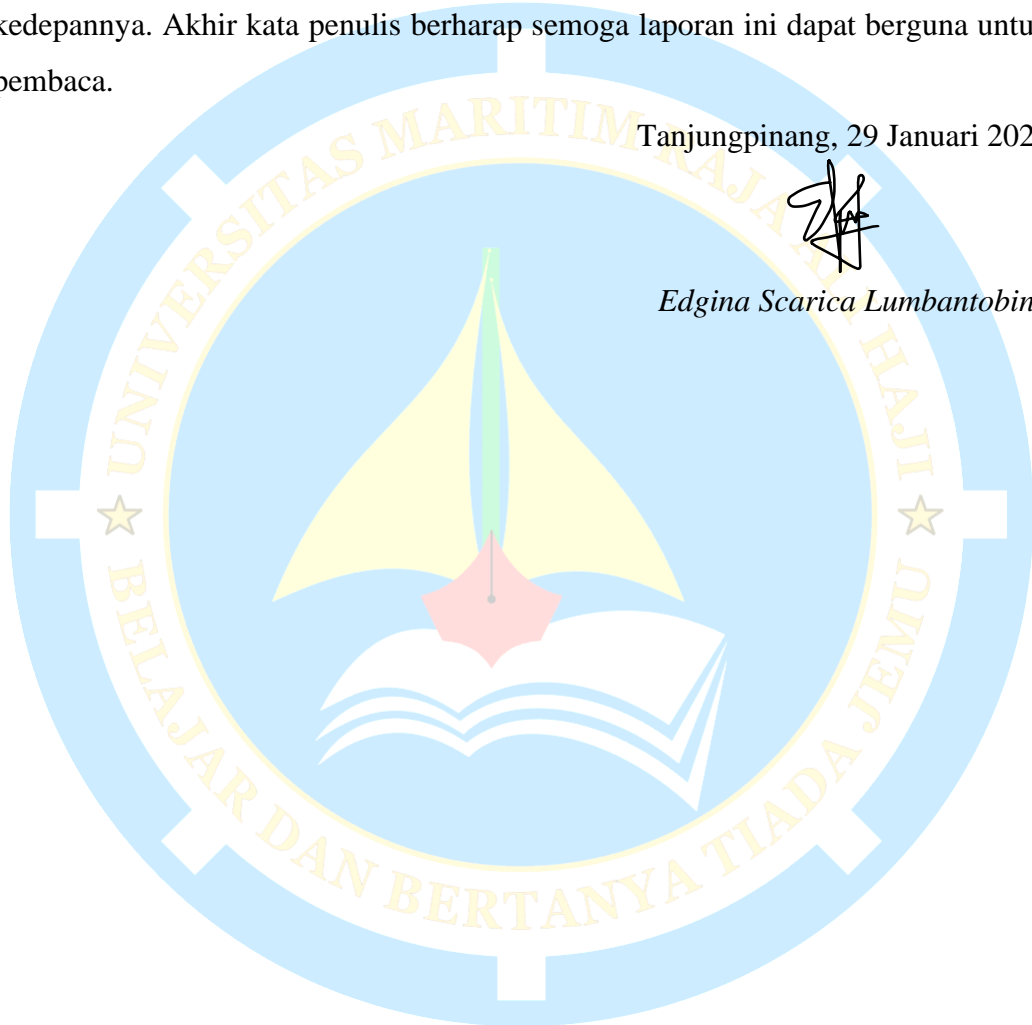 kedepannya. Akhir kata penulis berharap semoga laporan ini dapat berguna untu
pembaca.
Tanjungpinang, 29 Januari 202
Edgina Scarica Lumbantobin
UNIVERSITAS MARITIM RAJA ALI HAJI
BELAJAR DAN BERTANYA TIADA JEMU